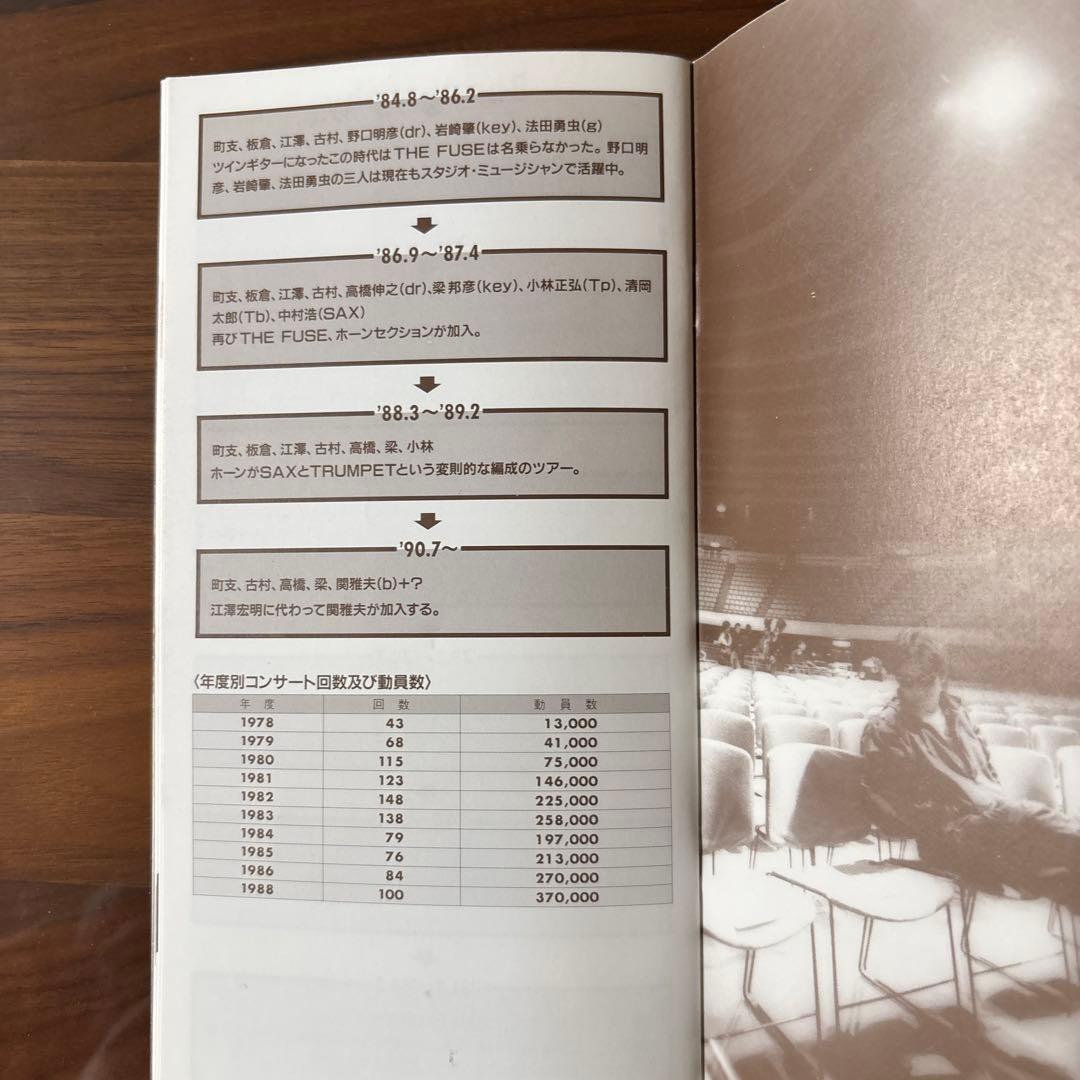 '84.8〜'86.2
町支、板倉、江澤、古村、野口明彦(dr)、岩崎肇(key)、法田勇虫(g)
ツインギターになったこの時代はTHE FUSEは名乗らなかった。野口明
彦、岩崎肇、法田勇虫の三人は現在もスタジオ・ミュージシャンで活躍中。
'86.9〜'87.4
町支、板倉、江澤、古村、高橋伸之(dr)、梁邦彦(key)、小林正弘(Tp)、清岡
太郎(Tb)、中村浩(SAX)
再びTHE FUSE、ホーンセクションが加入。
'88.3〜'89.2
町支、板倉、江澤、古村、高橋、梁、小林
ホーンがSAXとTRUMPETという変則的な編成のツアー。
'90.7〜
町支、古村、高橋、梁、関雅夫(b)+?
江澤宏明に代わって関雅夫が加入する。
〈年度別コンサート回数及び動員数〉
年度 回数 動員数
1978 43 13,000
1979 68 41,000
1980 115 75,000
1981 123 146,000
1982 148 225,000
1983 138 258,000
1984 79 197,000
1985 76 213,000
1986 84 270,000
1988 100 370,000